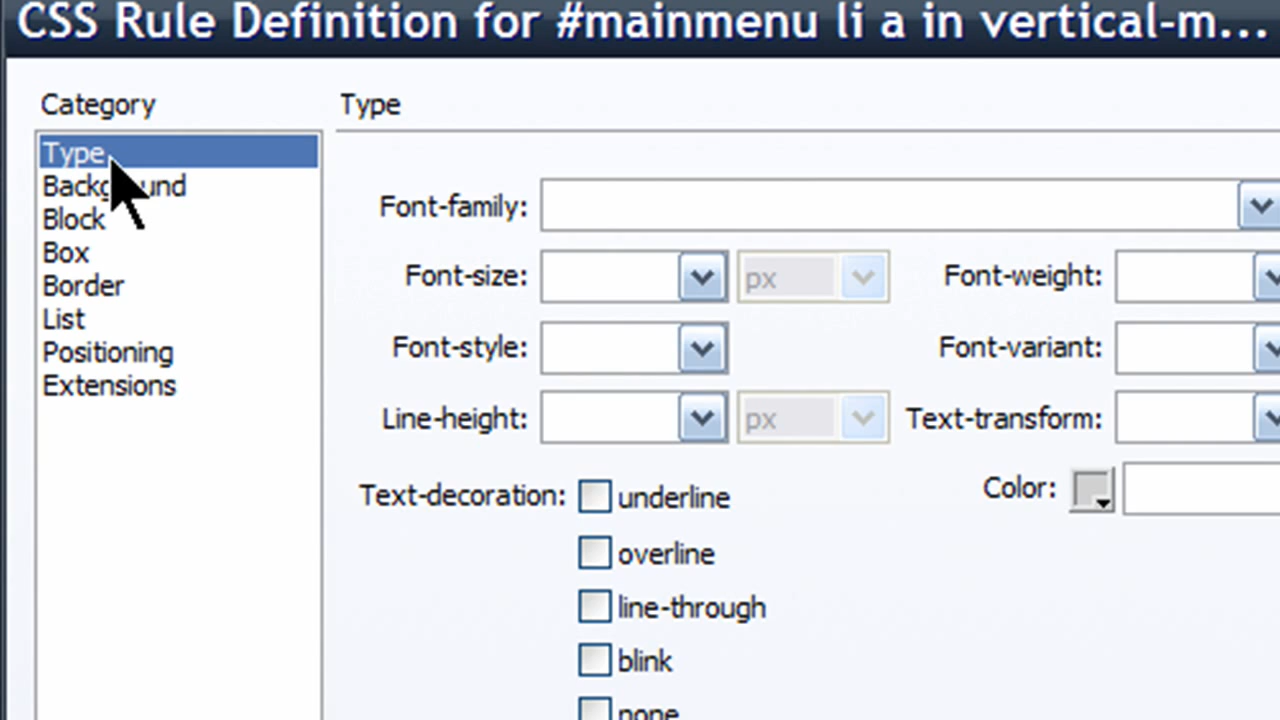 CSS Rule Definition for #mainmenu li a in vertical-m...
Category
Type
Background
Block
Box
Border
List
Positioning
Extensions
Type
Font-family:
Font-size: px Font-weight:
Font-style: Font-variant:
Line-height: px Text-transform:
Text-decoration: underline Color:
overline
line-through
blink
none